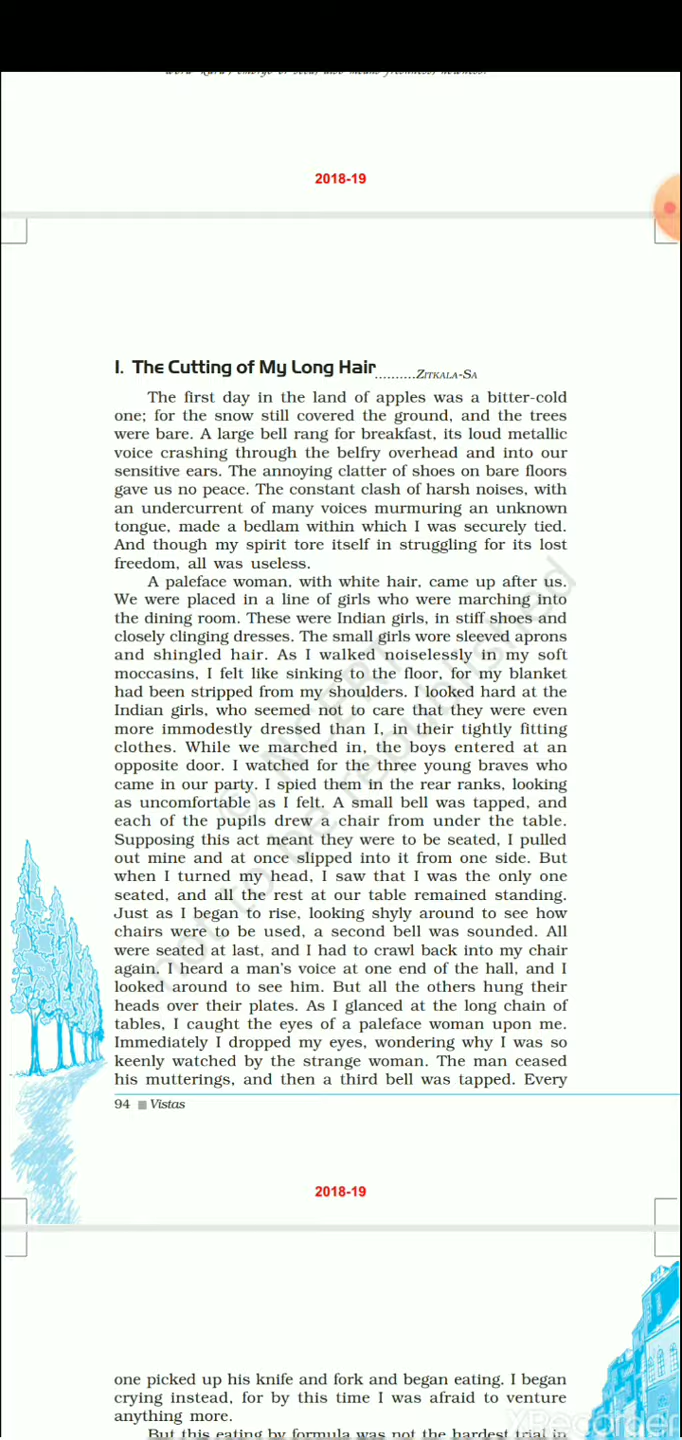 2018-19
I. The Cutting of My Long Hair..........ZITKALA-SA
The first day in the land of apples was a bitter-cold
one; for the snow still covered the ground, and the trees
were bare. A large bell rang for breakfast, its loud metallic
voice crashing through the belfry overhead and into our
sensitive ears. The annoying clatter of shoes on bare floors
gave us no peace. The constant clash of harsh noises, with
an undercurrent of many voices murmuring an unknown
tongue, made a bedlam within which I was securely tied.
And though my spirit tore itself in struggling for its lost
freedom, all was useless.
A paleface woman, with white hair, came up after us.
We were placed in a line of girls who were marching into
the dining room. These were Indian girls, in stiff shoes and
closely clinging dresses. The small girls wore sleeved aprons
and shingled hair. As I walked noiselessly in my soft
moccasins, I felt like sinking to the floor, for my blanket
had been stripped from my shoulders. I looked hard at the
Indian girls, who seemed not to care that they were even
more immodestly dressed than I, in their tightly fitting
clothes. While we marched in, the boys entered at an
opposite door. I watched for the three young braves who
came in our party. I spied them in the rear ranks, looking
as uncomfortable as I felt. A small bell was tapped, and
each of the pupils drew a chair from under the table.
Supposing this act meant they were to be seated, I pulled
out mine and at once slipped into it from one side. But
when I turned my head, I saw that I was the only one
seated, and all the rest at our table remained standing.
Just as I began to rise, looking shyly around to see how
chairs were to be used, a second bell was sounded. All
were seated at last, and I had to crawl back into my chair
again. I heard a man's voice at one end of the hall, and I
looked around to see him. But all the others hung their
heads over their plates. As I glanced at the long chain of
tables, I caught the eyes of a paleface woman upon me.
Immediately I dropped my eyes, wondering why I was so
keenly watched by the strange woman. The man ceased
his mutterings, and then a third bell was tapped. Every
© NCERT
not to be republished
94 ■ Vistas
2018-19
one picked up his knife and fork and began eating. I began
crying instead, for by this time I was afraid to venture
anything more.
But this eating by formula was not the hardest trial in
XRecorder